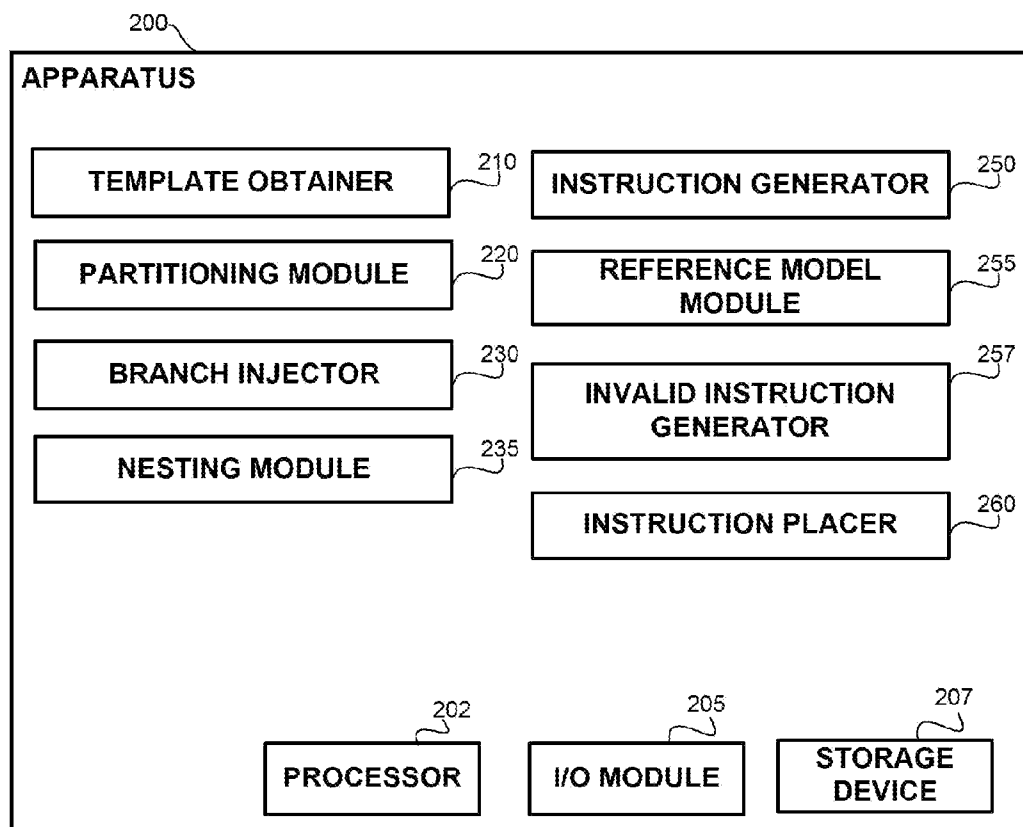 200
APPARATUS
TEMPLATE OBTAINER
210
PARTITIONING MODULE
220
BRANCH INJECTOR
230
NESTING MODULE
235
INSTRUCTION GENERATOR
250
REFERENCE MODEL
MODULE
255
INVALID INSTRUCTION
GENERATOR
257
INSTRUCTION PLACER
260
202
PROCESSOR
205
I/O MODULE
207
STORAGE
DEVICE